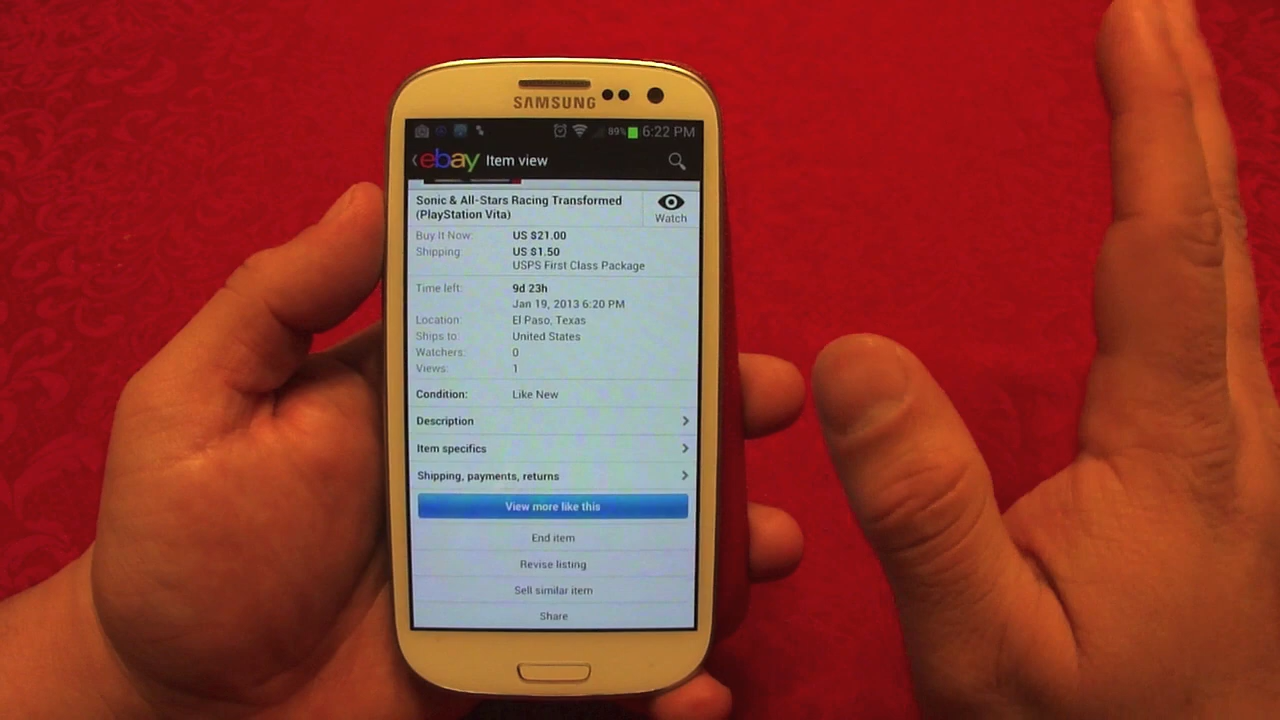 SAMSUNG
89% 6:22 PM
ebay Item view
Sonic & All-Stars Racing Transformed
(PlayStation Vita)
Watch
Buy It Now: US $21.00
Shipping: US $1.50
USPS First Class Package
Time left: 9d 23h
Jan 19, 2013 6:20 PM
Location: El Paso, Texas
Ships to: United States
Watchers: 0
Views: 1
Condition: Like New
Description
Item specifics
Shipping, payments, returns
View more like this
End item
Revise listing
Sell similar item
Share